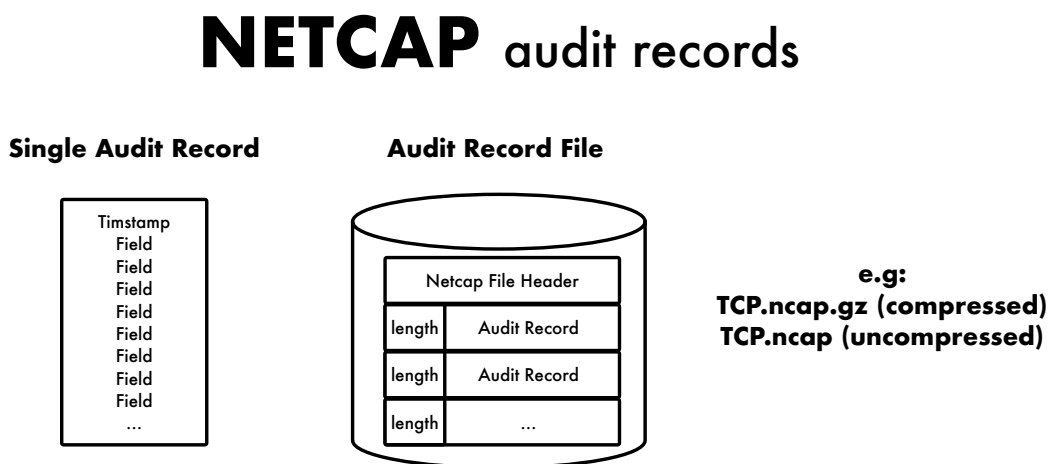 NETCAP audit records
Single Audit Record
Timstamp
Field
Field
Field
Field
Field
Field
Field
Field
...
Audit Record File
Netcap File Header
length Audit Record
length Audit Record
length ...
e.g:
TCP.ncap.gz (compressed)
TCP.ncap (uncompressed)